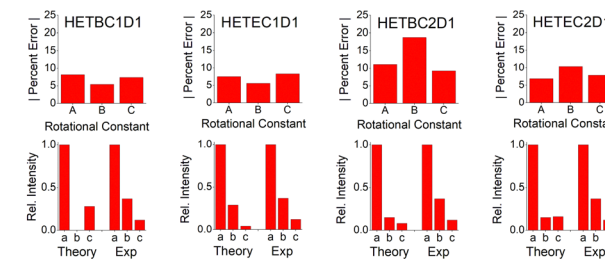 HETBC1D1
| Percent Error |
25
20
15
10
5
0
A B C
Rotational Constant
HETEC1D1
| Percent Error |
25
20
15
10
5
0
A B C
Rotational Constant
HETBC2D1
| Percent Error |
25
20
15
10
5
0
A B C
Rotational Constant
HETEC2D1
| Percent Error |
25
20
15
10
5
0
A B C
Rotational Constant
Rel. Intensity
1.0
0.5
0.0
a b c a b c
Theory Exp
Rel. Intensity
1.0
0.5
0.0
a b c a b c
Theory Exp
Rel. Intensity
1.0
0.5
0.0
a b c a b c
Theory Exp
Rel. Intensity
1.0
0.5
0.0
a b c a b c
Theory Exp